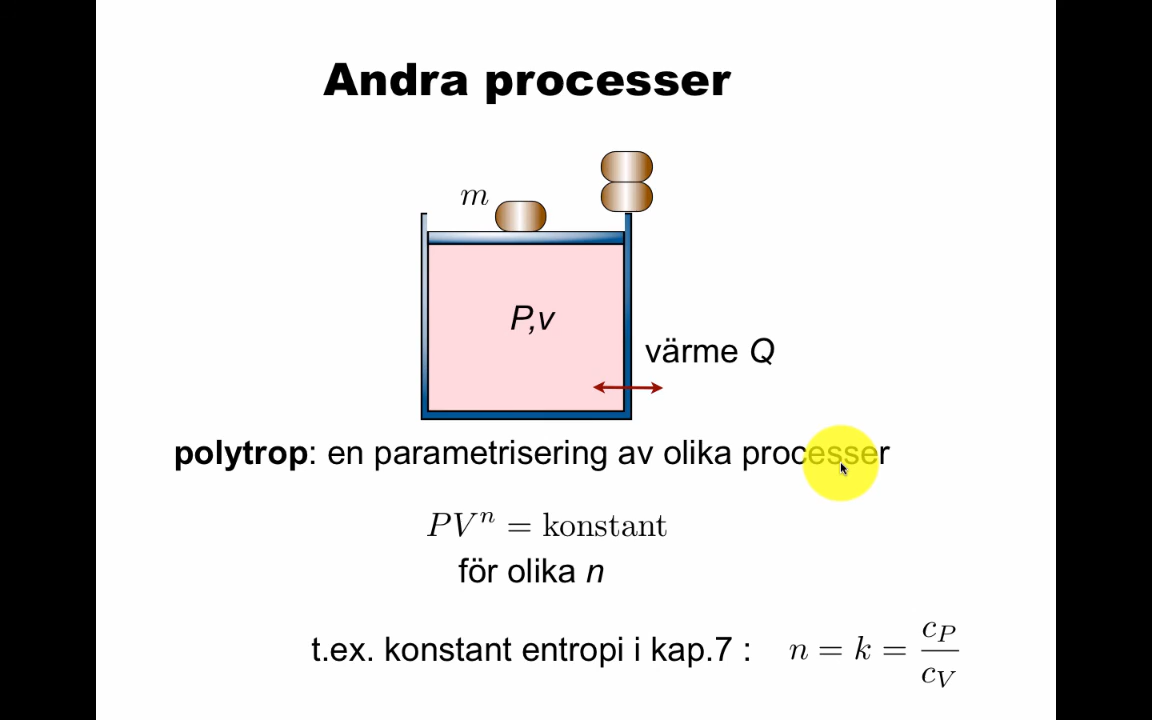 Andra processer
m
P,v
värme Q
polytrop: en parametrisering av olika processer
PVⁿ = konstant
för olika n
t.ex. konstant entropi i kap.7 : n = k = c_P / c_V